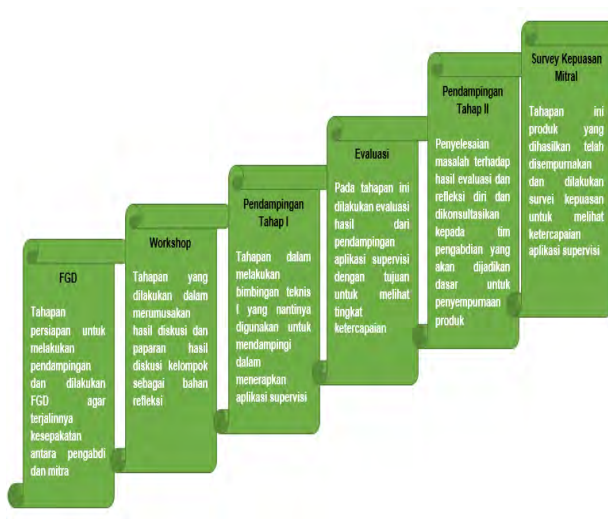 FGD
Tahapan
persiapan untuk
melakukan
pendampingan
dan dilakukan
FGD agar
terjalinnya
kesepakatan
antara pengabdi
dan mitra
Workshop
Tahapan yang
dilakukan dalam
merumusakan
hasil diskusi dan
paparan hasil
diskusi kelompok
sebagai bahan
refleksi
Pendampingan
Tahap I
Tahapan dalam
melakukan
bimbingan teknis
I yang nantinya
digunakan untuk
mendampingi
dalam
menerapkan
aplikasi supervisi
Evaluasi
Pada tahapan ini
dilakukan evaluasi
hasil dari
pendampingan
aplikasi supervisi
dengan tujuan
untuk melihat
tingkat
ketercapaian
Pendampingan
Tahap II
Penyelesaian
masalah terhadap
hasil evaluasi dan
refleksi diri dan
dikonsultasikan
kepada tim
pengabdian yang
akan dijadikan
dasar untuk
penyempurnaan
produk
Survey Kepuasan
Mitral
Tahapan ini
produk yang
dihasilkan telah
disempurnakan
dan dilakukan
survei kepuasan
untuk melihat
ketercapaian
aplikasi supervisi